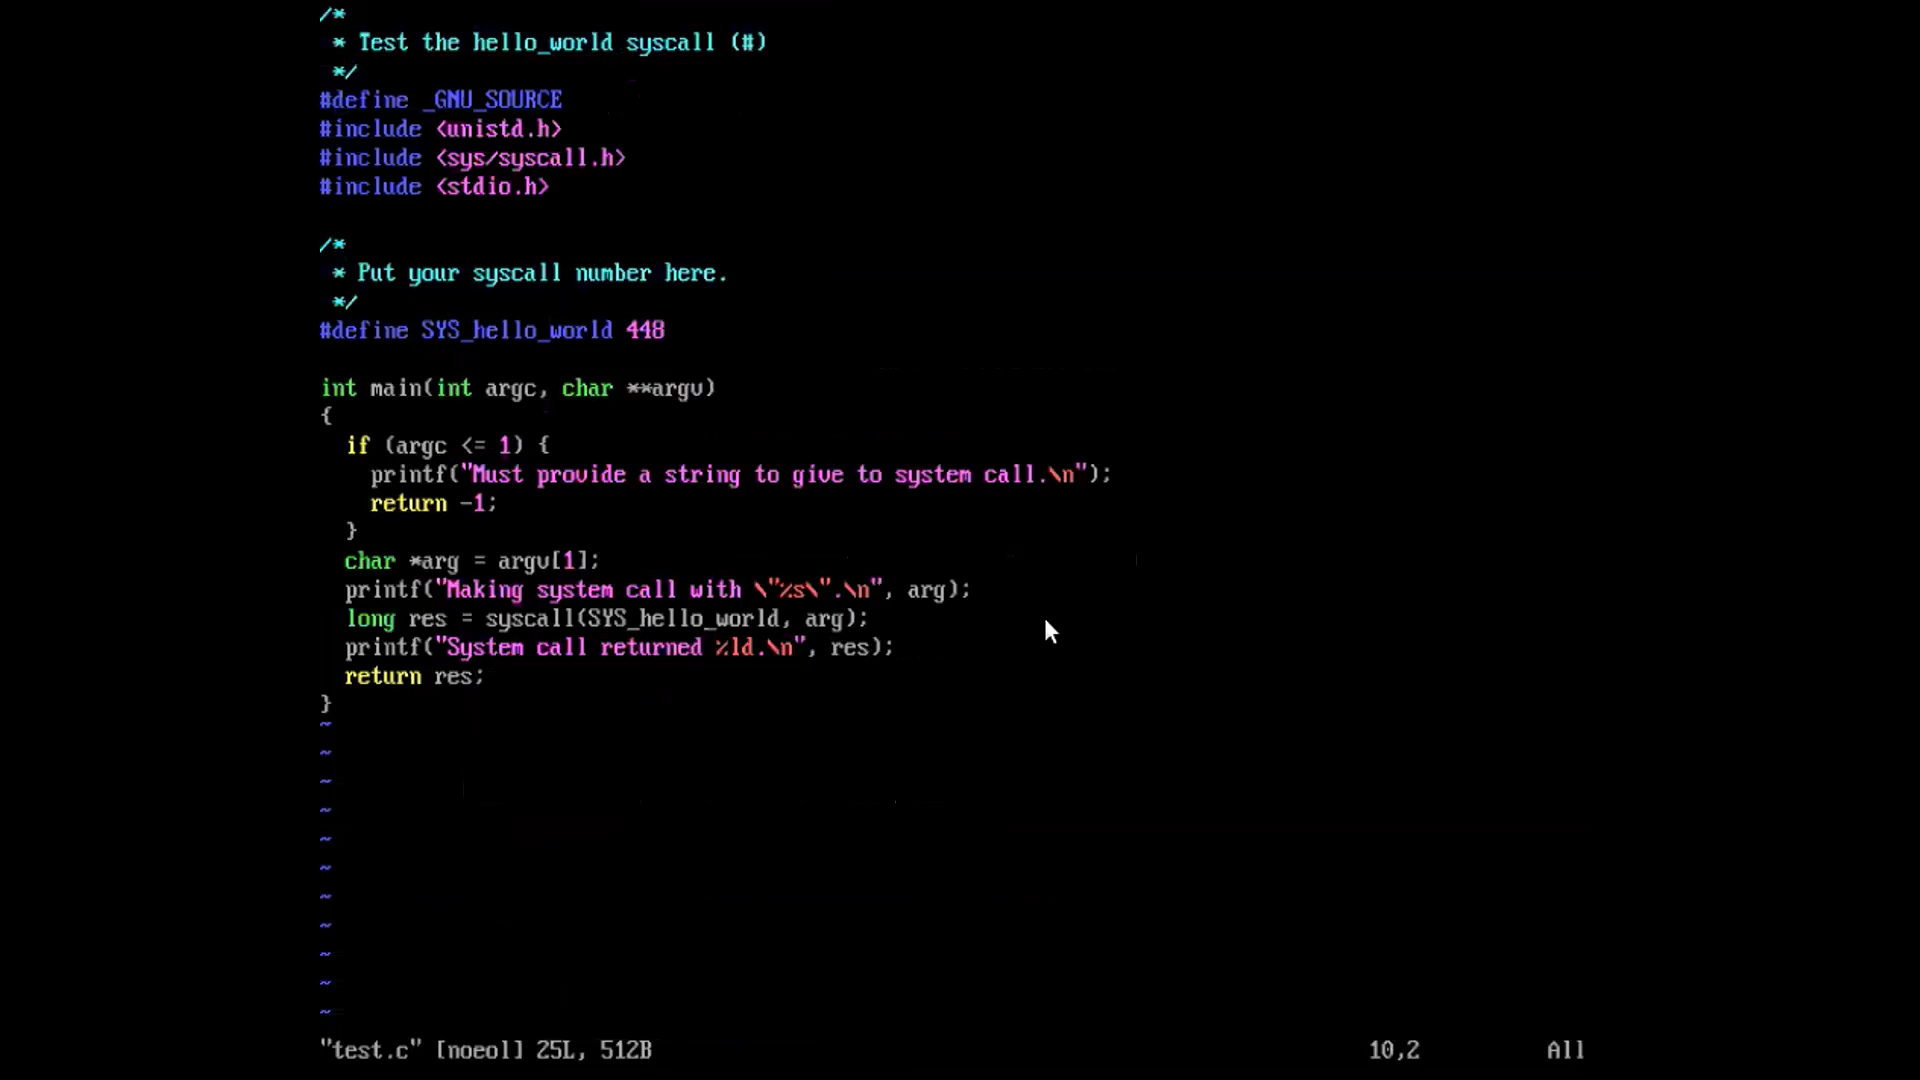 /*
 * Test the hello_world syscall (#)
 */
#define _GNU_SOURCE
#include <unistd.h>
#include <sys/syscall.h>
#include <stdio.h>

/*
 * Put your syscall number here.
 */
#define SYS_hello_world 448

int main(int argc, char **argv)
{
  if (argc <= 1) {
    printf("Must provide a string to give to system call.\n");
    return -1;
  }
  char *arg = argv[1];
  printf("Making system call with \"%s\".\n", arg);
  long res = syscall(SYS_hello_world, arg);
  printf("System call returned %ld.\n", res);
  return res;
}
~
~
~
~
~
~
~
~
~
~
~
"test.c" [noeol] 25L, 512B 10,2 All